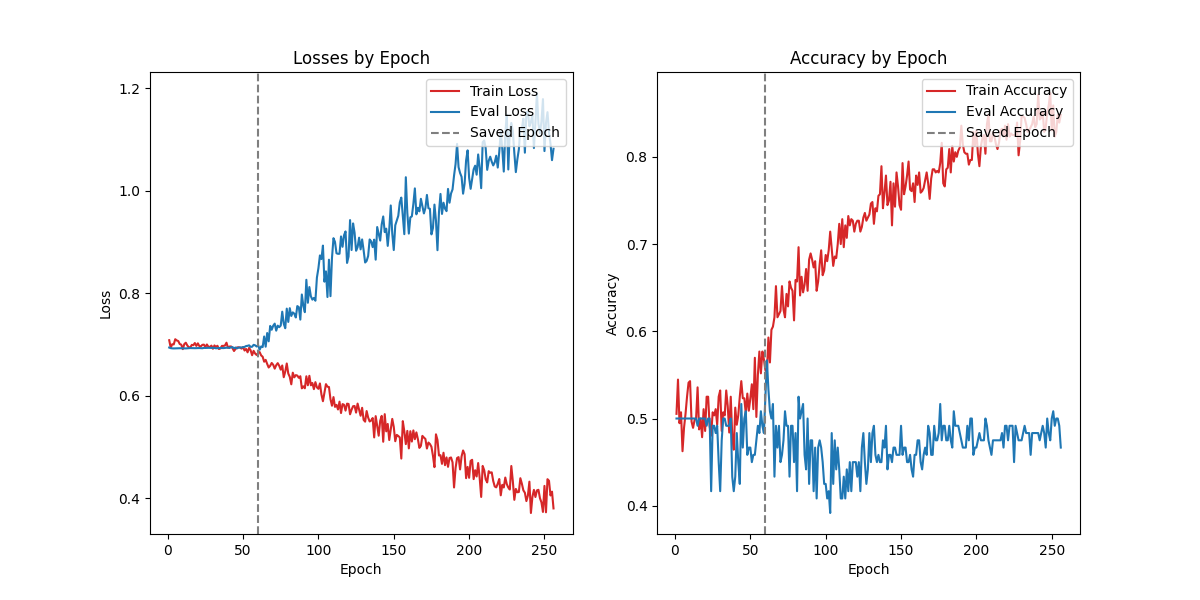 Losses by Epoch
Train Loss
Eval Loss
Saved Epoch
1.2
1.0
0.8
0.6
0.4
Loss
0
50
100
150
200
250
Epoch
Accuracy by Epoch
Train Accuracy
Eval Accuracy
Saved Epoch
0.8
0.7
0.6
0.5
0.4
Accuracy
0
50
100
150
200
250
Epoch